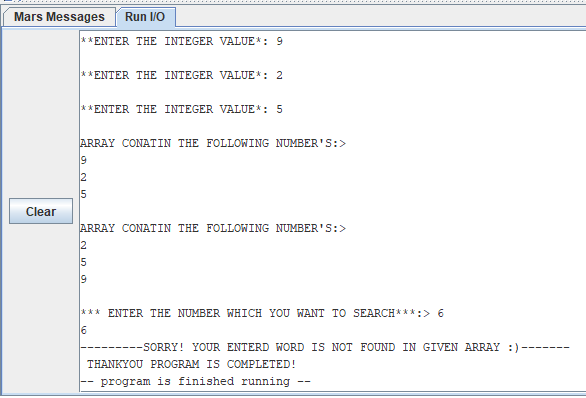 Mars Messages Run I/O
**ENTER THE INTEGER VALUE*: 9
**ENTER THE INTEGER VALUE*: 2
**ENTER THE INTEGER VALUE*: 5
ARRAY CONATIN THE FOLLOWING NUMBER'S:>
9
2
5
Clear
ARRAY CONATIN THE FOLLOWING NUMBER'S:>
2
5
9
*** ENTER THE NUMBER WHICH YOU WANT TO SEARCH***:> 6
6
---------SORRY! YOUR ENTERD WORD IS NOT FOUND IN GIVEN ARRAY :)-------
THANKYOU PROGRAM IS COMPLETED!
-- program is finished running --